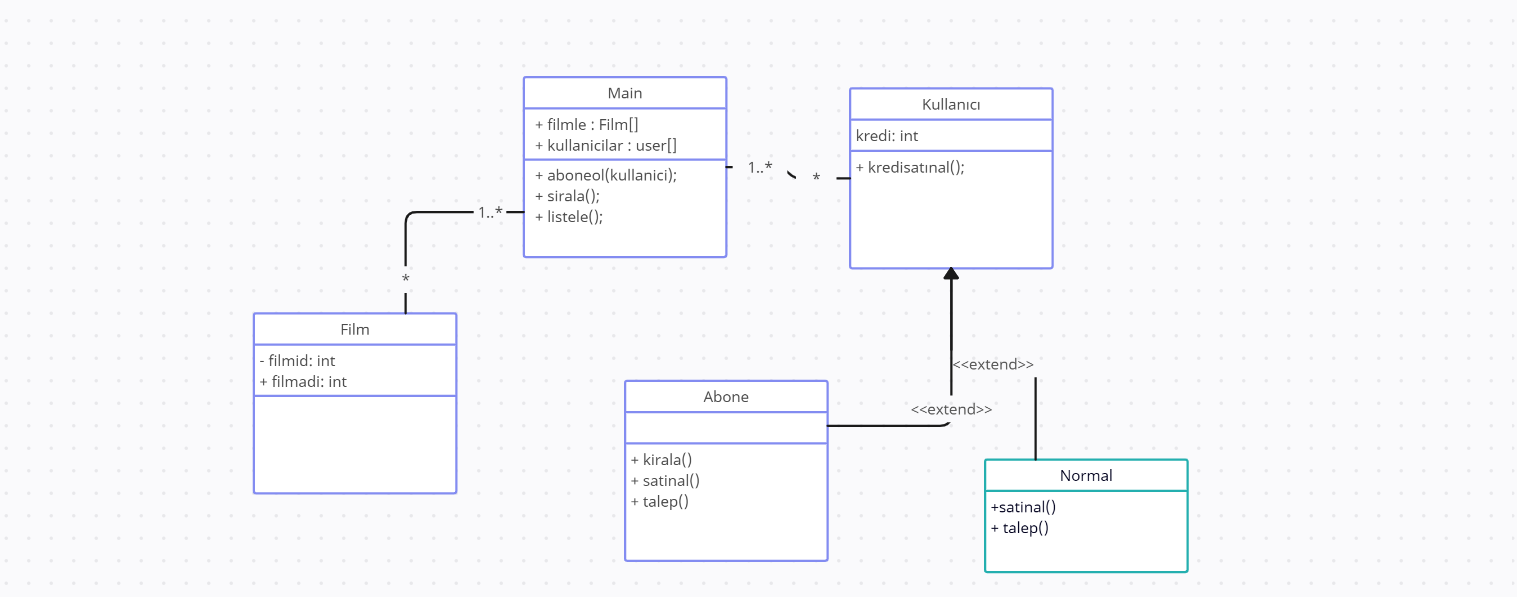 Main
+ filmle : Film[]
+ kullanicilar : user[]
+ aboneol(kullanici);
+ sirala();
+ listele();
1..*
*
Kullanıcı
kredi: int
+ kredisatınal();
1..*
*
Film
- filmid: int
+ filmadi: int
<<extend>>
<<extend>>
Abone
+ kirala()
+ satinal()
+ talep()
Normal
+satinal()
+ talep()